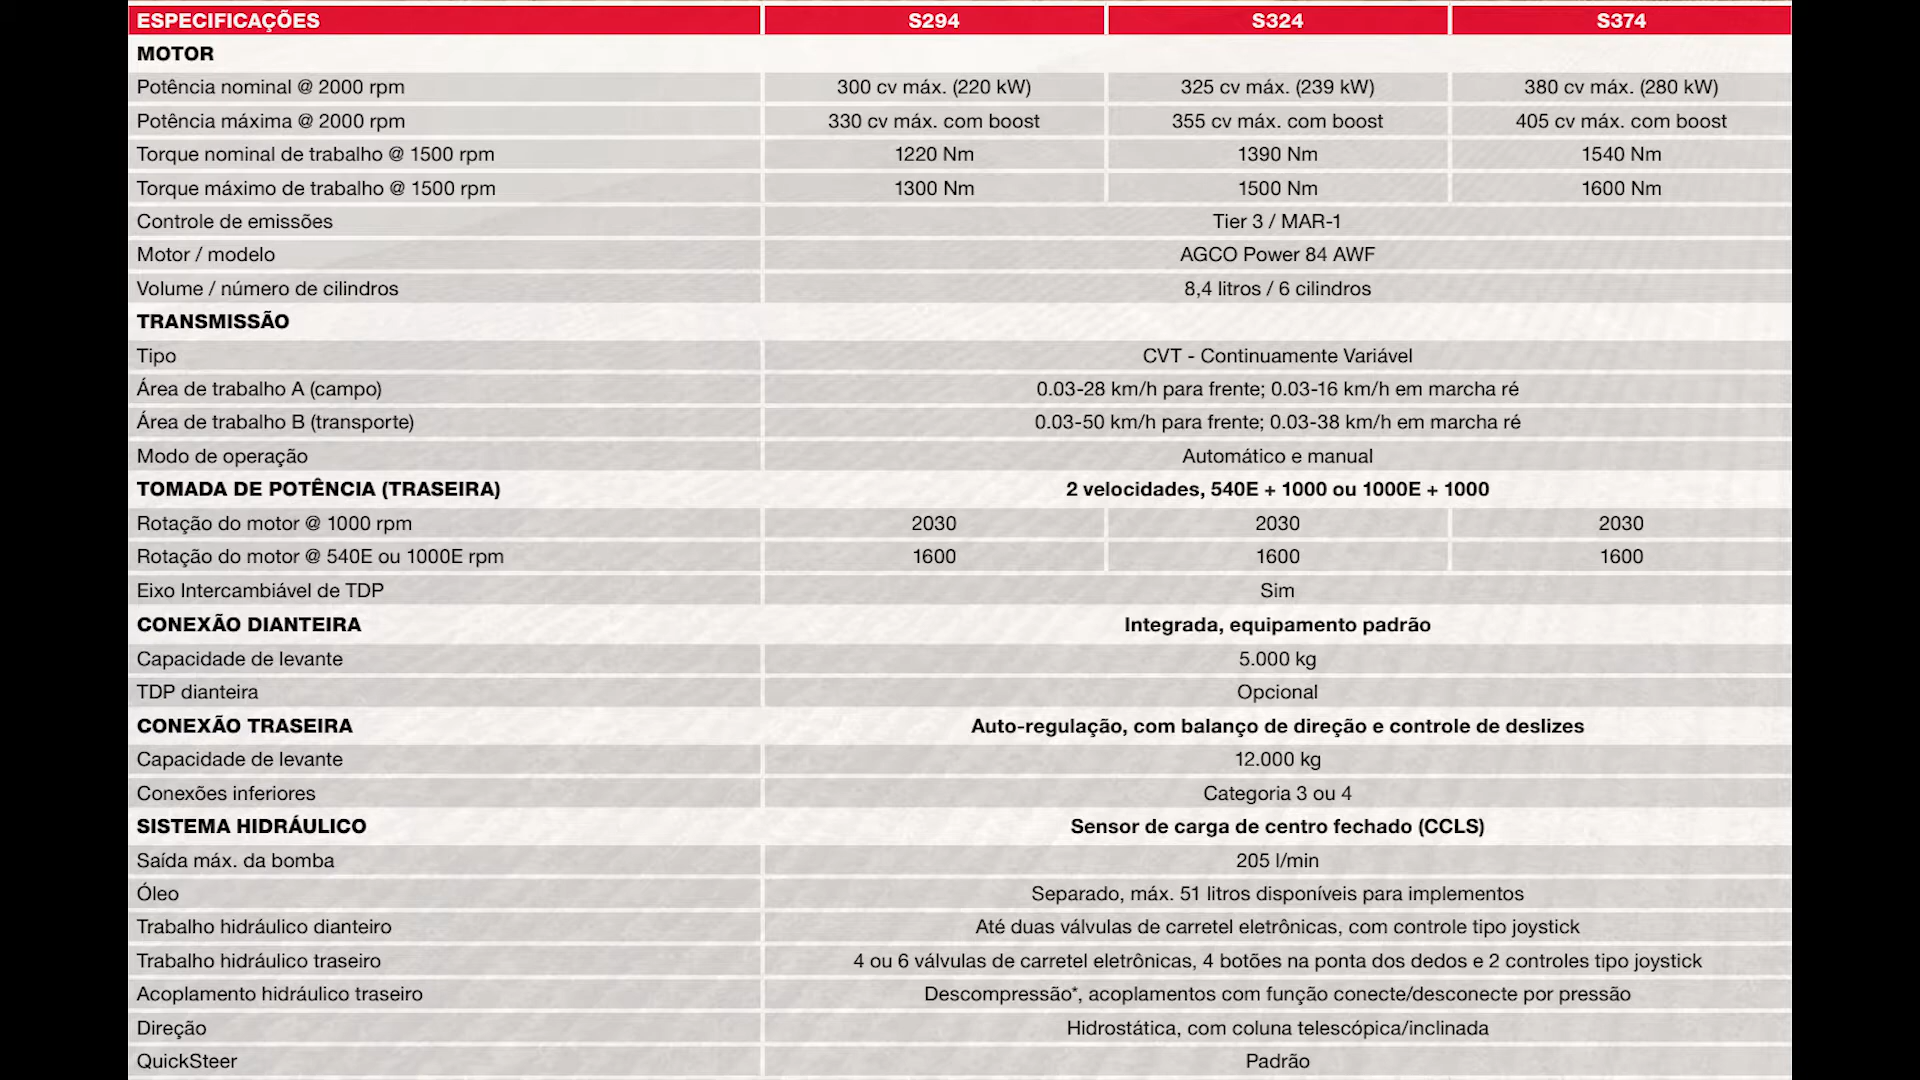 ESPECIFICAÇÕES S294 S324 S374
MOTOR
Potência nominal @ 2000 rpm 300 cv máx. (220 kW) 325 cv máx. (239 kW) 380 cv máx. (280 kW)
Potência máxima @ 2000 rpm 330 cv máx. com boost 355 cv máx. com boost 405 cv máx. com boost
Torque nominal de trabalho @ 1500 rpm 1220 Nm 1390 Nm 1540 Nm
Torque máximo de trabalho @ 1500 rpm 1300 Nm 1500 Nm 1600 Nm
Controle de emissões Tier 3 / MAR-1
Motor / modelo AGCO Power 84 AWF
Volume / número de cilindros 8,4 litros / 6 cilindros
TRANSMISSÃO
Tipo CVT - Continuamente Variável
Área de trabalho A (campo) 0.03-28 km/h para frente; 0.03-16 km/h em marcha ré
Área de trabalho B (transporte) 0.03-50 km/h para frente; 0.03-38 km/h em marcha ré
Modo de operação Automático e manual
TOMADA DE POTÊNCIA (TRASEIRA) 2 velocidades, 540E + 1000 ou 1000E + 1000
Rotação do motor @ 1000 rpm 2030 2030 2030
Rotação do motor @ 540E ou 1000E rpm 1600 1600 1600
Eixo Intercambiável de TDP Sim
CONEXÃO DIANTEIRA Integrada, equipamento padrão
Capacidade de levante 5.000 kg
TDP dianteira Opcional
CONEXÃO TRASEIRA Auto-regulação, com balanço de direção e controle de deslizes
Capacidade de levante 12.000 kg
Conexões inferiores Categoria 3 ou 4
SISTEMA HIDRÁULICO Sensor de carga de centro fechado (CCLS)
Saída máx. da bomba 205 l/min
Óleo Separado, máx. 51 litros disponíveis para implementos
Trabalho hidráulico dianteiro Até duas válvulas de carretel eletrônicas, com controle tipo joystick
Trabalho hidráulico traseiro 4 ou 6 válvulas de carretel eletrônicas, 4 botões na ponta dos dedos e 2 controles tipo joystick
Acoplamento hidráulico traseiro Descompressão*, acoplamentos com função conecte/desconecte por pressão
Direção Hidrostática, com coluna telescópica/inclinada
QuickSteer Padrão